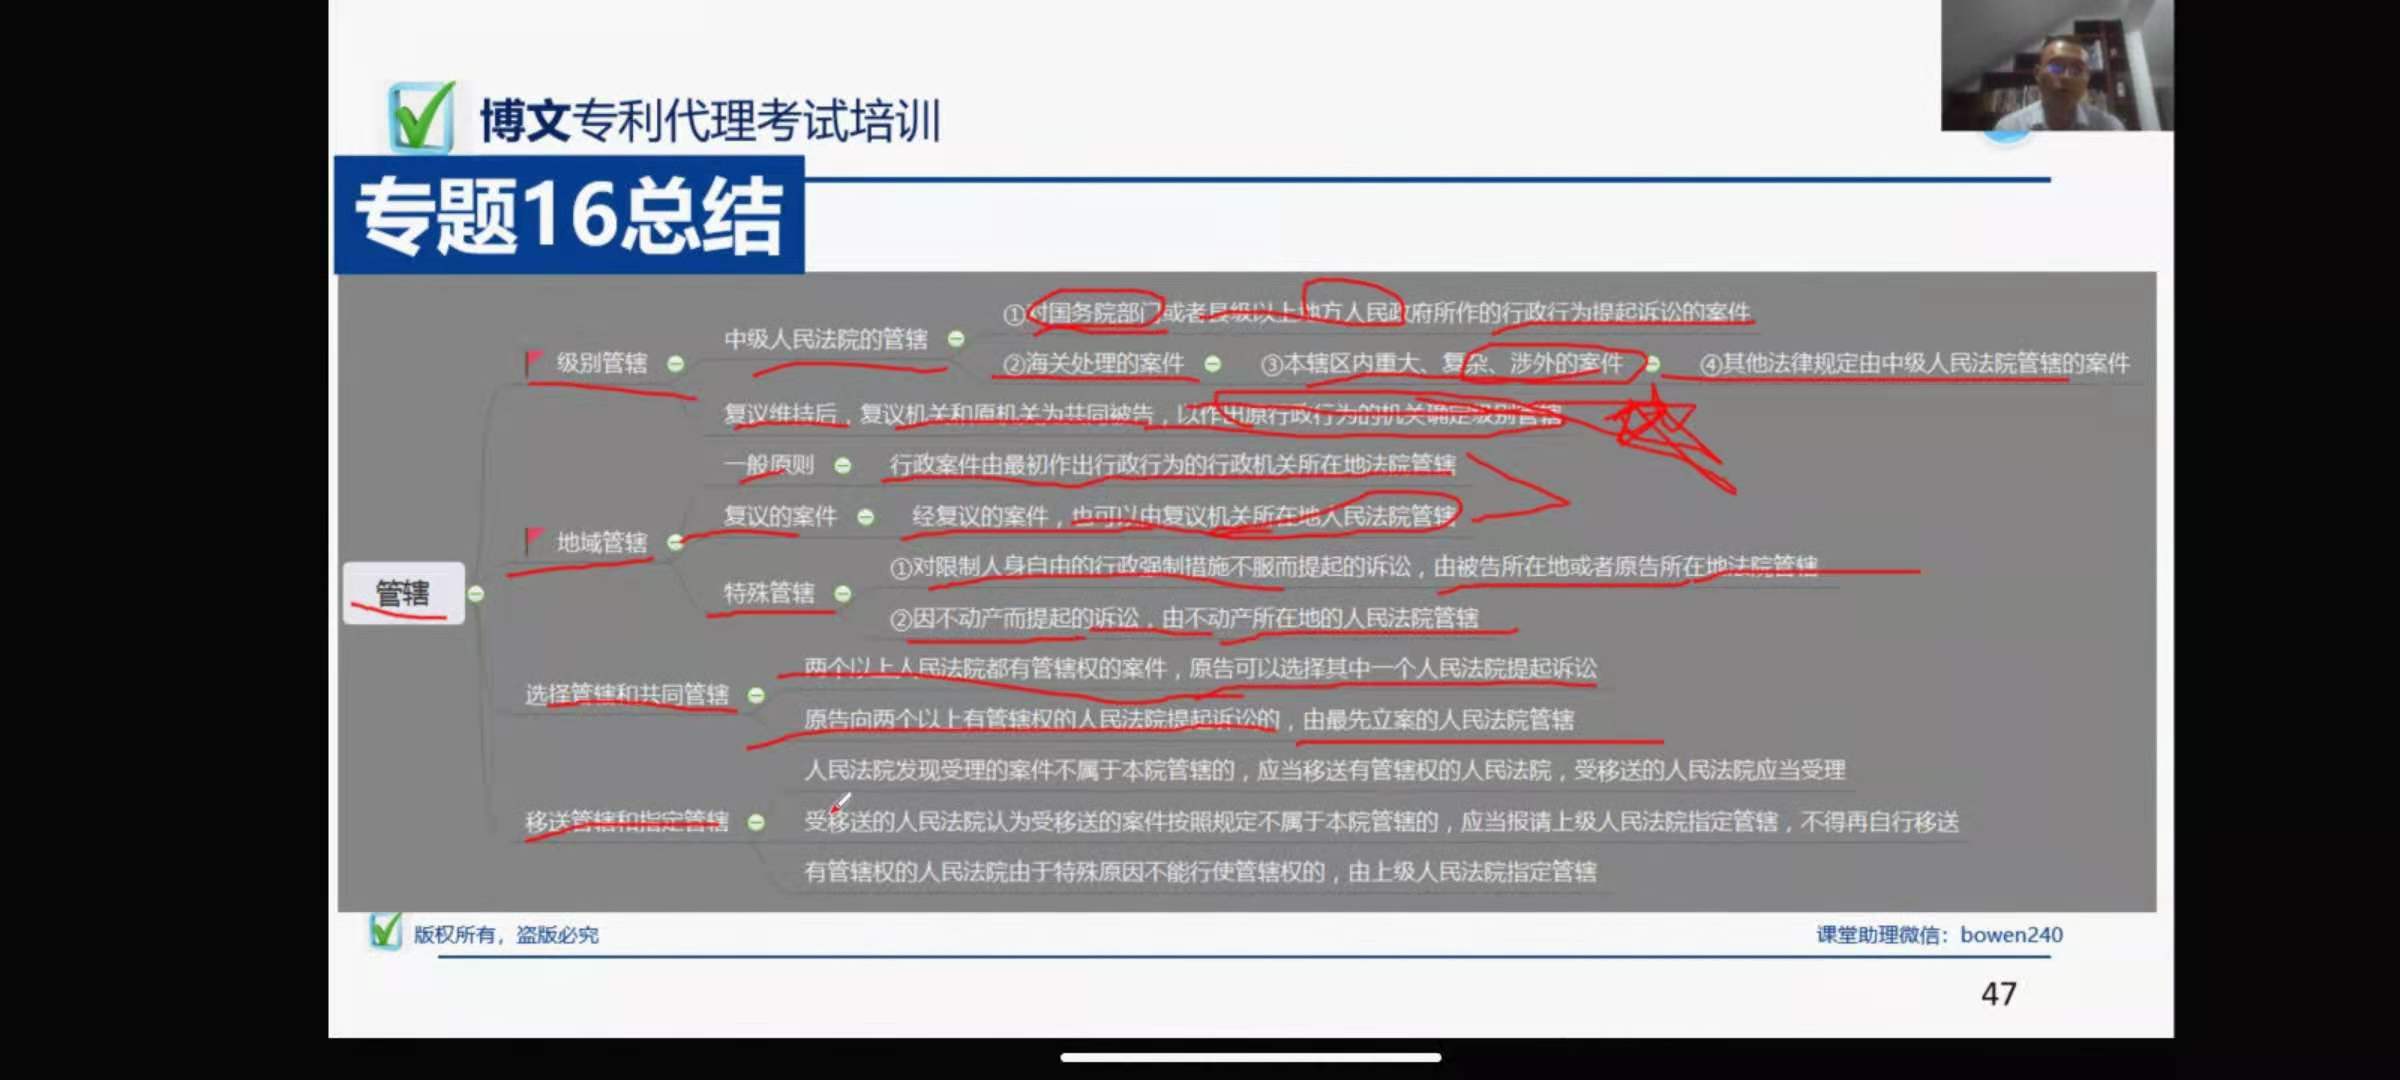 博文专利代理考试培训
专题16总结
管辖
级别管辖
中级人民法院的管辖
①对国务院部门或者县级以上地方人民政府所作的行政行为提起诉讼的案件
②海关处理的案件
③本辖区内重大、复杂、涉外的案件
④其他法律规定由中级人民法院管辖的案件
复议维持后，复议机关和原机关为共同被告，以作出原行政行为的机关确定级别管辖
地域管辖
一般原则
行政案件由最初作出行政行为的行政机关所在地法院管辖
复议的案件
经复议的案件，也可以由复议机关所在地人民法院管辖
特殊管辖
①对限制人身自由的行政强制措施不服而提起的诉讼，由被告所在地或者原告所在地法院管辖
②因不动产而提起的诉讼，由不动产所在地的人民法院管辖
选择管辖和共同管辖
两个以上人民法院都有管辖权的案件，原告可以选择其中一个人民法院提起诉讼
原告向两个以上有管辖权的人民法院提起诉讼的，由最先立案的人民法院管辖
移送管辖和指定管辖
人民法院发现受理的案件不属于本院管辖的，应当移送有管辖权的人民法院，受移送的人民法院应当受理
受移送的人民法院认为受移送的案件按照规定不属于本院管辖的，应当报请上级人民法院指定管辖，不得再自行移送
有管辖权的人民法院由于特殊原因不能行使管辖权的，由上级人民法院指定管辖
版权所有，盗版必究
课堂助理微信：bowen240
47